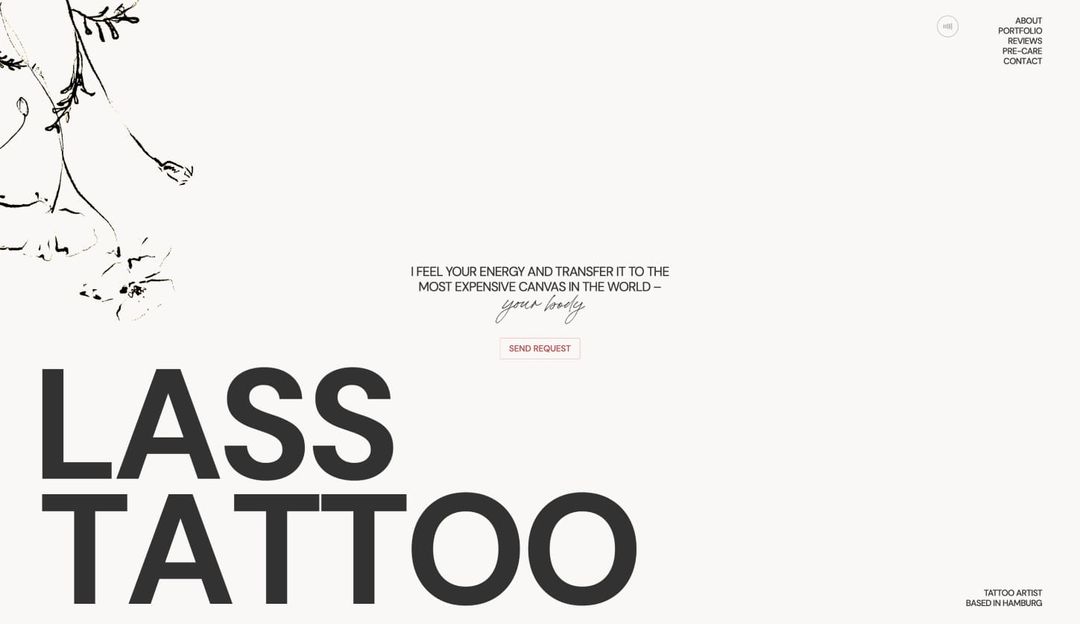 ABOUT
PORTFOLIO
REVIEWS
PRE-CARE
CONTACT
I FEEL YOUR ENERGY AND TRANSFER IT TO THE
MOST EXPENSIVE CANVAS IN THE WORLD –
your body
SEND REQUEST
LASS
TATTOO
TATTOO ARTIST
BASED IN HAMBURG